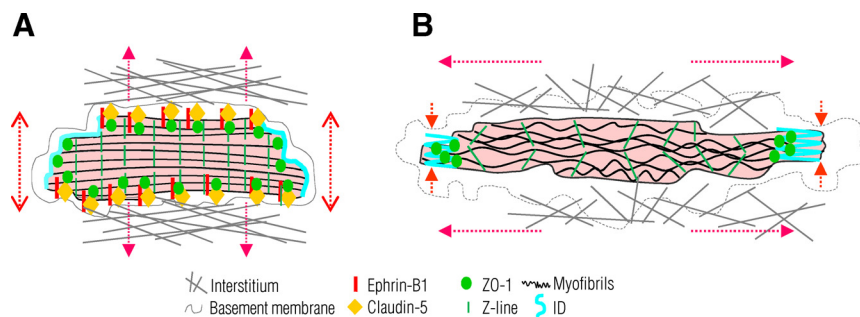 A
B
Interstitium
Ephrin-B1
ZO-1
Myofibrils
Basement membrane
Claudin-5
Z-line
ID